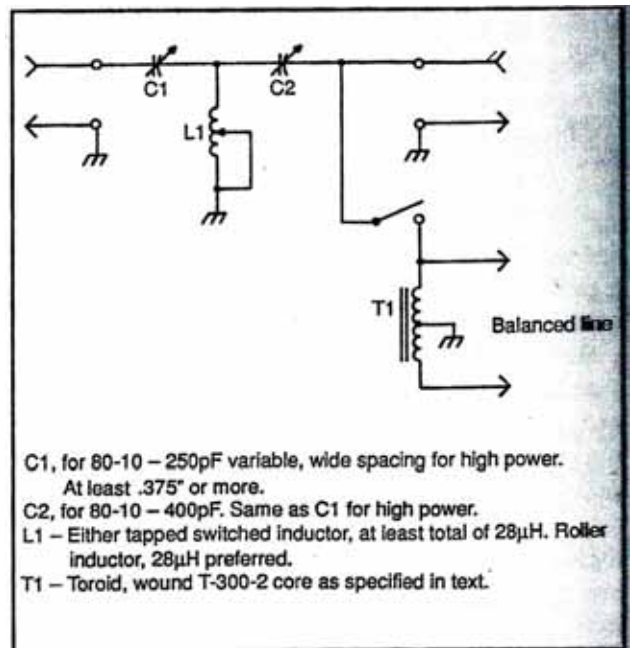 C1
C2
L1
T1
Balanced line
C1, for 80-10 – 250pF variable, wide spacing for high power.
At least .375" or more.
C2, for 80-10 – 400pF. Same as C1 for high power.
L1 – Either tapped switched inductor, at least total of 28µH. Roller
inductor, 28µH preferred.
T1 – Toroid, wound T-300-2 core as specified in text.